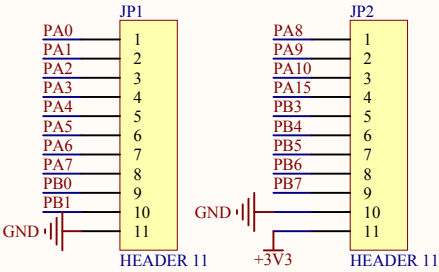 JP1
PA0 1
PA1 2
PA2 3
PA3 4
PA4 5
PA5 6
PA6 7
PA7 8
PB0 9
PB1 10
GND 11
HEADER 11
JP2
PA8 1
PA9 2
PA10 3
PA15 4
PB3 5
PB4 6
PB5 7
PB6 8
PB7 9
GND 10
11
+3V3
HEADER 11